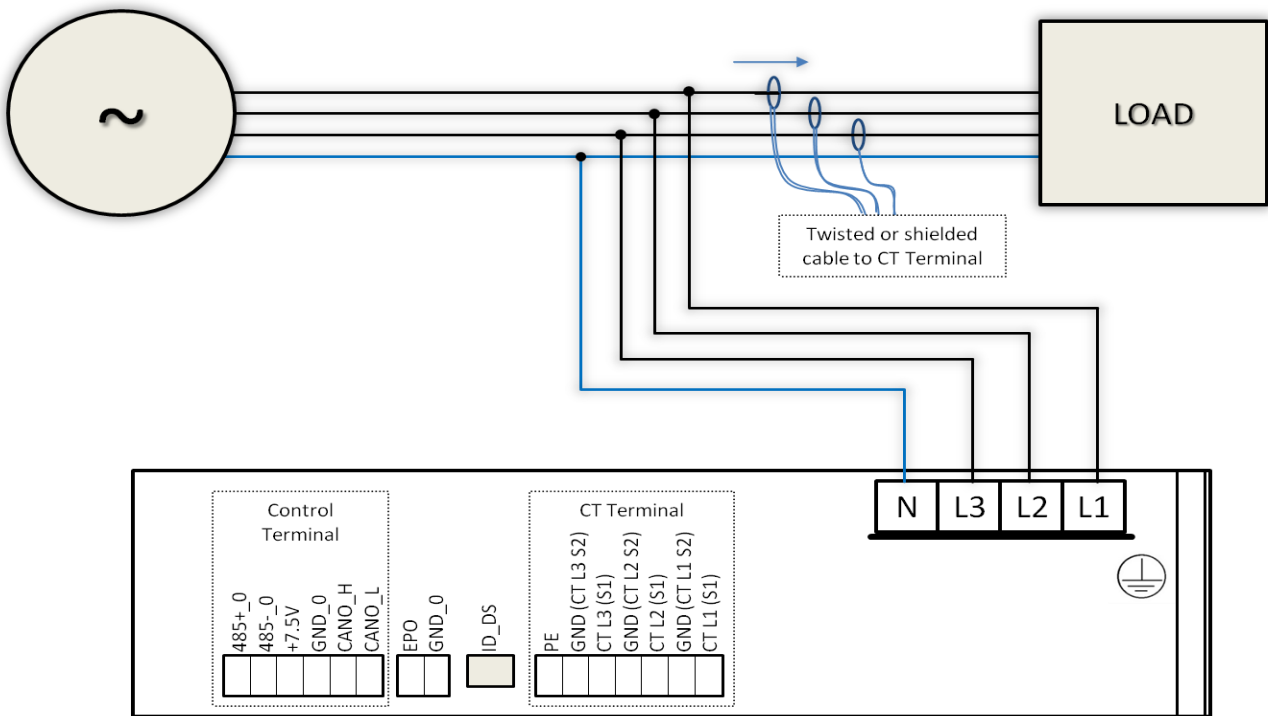 ~
LOAD
Twisted or shielded
cable to CT Terminal
N
L3
L2
L1
Control
Terminal
CT Terminal
485+_0
485-_0
+7.5V
GND_0
CANO_H
CANO_L
EPO
GND_0
ID_DS
PE
GND (CT L3 S2)
CT L3 (S1)
GND (CT L2 S2)
CT L2 (S1)
GND (CT L1 S2)
CT L1 (S1)